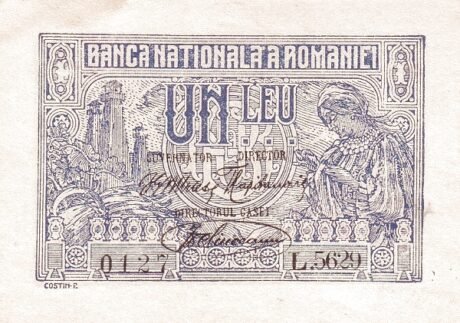 BANCA NATIONALA A ROMANIEI
UN LEU
GUVERNATOR DIRECTOR
DIRECTORUL CASEI
0127 L.5629
COSTIN-P.